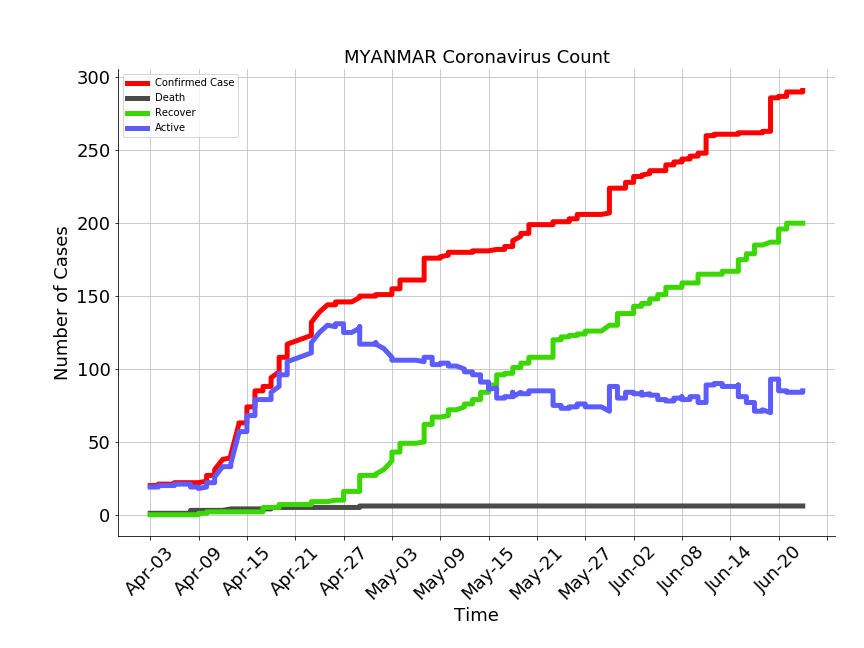 MYANMAR Coronavirus Count
Confirmed Case
Death
Recover
Active
Number of Cases
300
250
200
150
100
50
0
Apr-03
Apr-09
Apr-15
Apr-21
Apr-27
May-03
May-09
May-15
May-21
May-27
Jun-02
Jun-08
Jun-14
Jun-20
Time